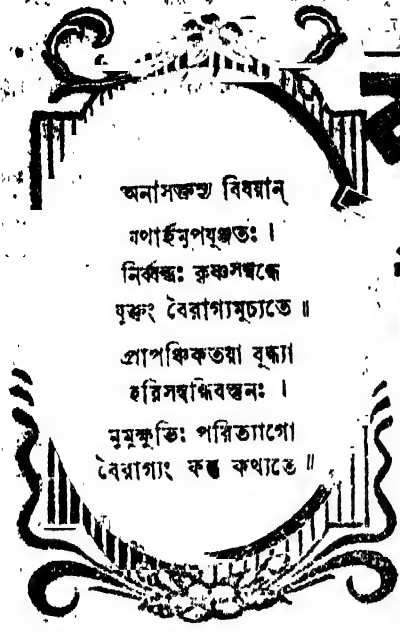 অনাসক্তস্য বিষয়ান্
যথার্হমুপযুঞ্জতঃ ।
নির্ব্বন্ধঃ কৃষ্ণসম্বন্ধে
যুক্তং বৈরাগ্যমুচ্যতে ॥
প্রাপঞ্চিকতয়া বুদ্ধ্যা
হরিসম্বন্ধিবস্তুনঃ ।
মুমুক্ষুভিঃ পরিত্যাগো
বৈরাগ্যং ফল্গু কথ্যতে ॥